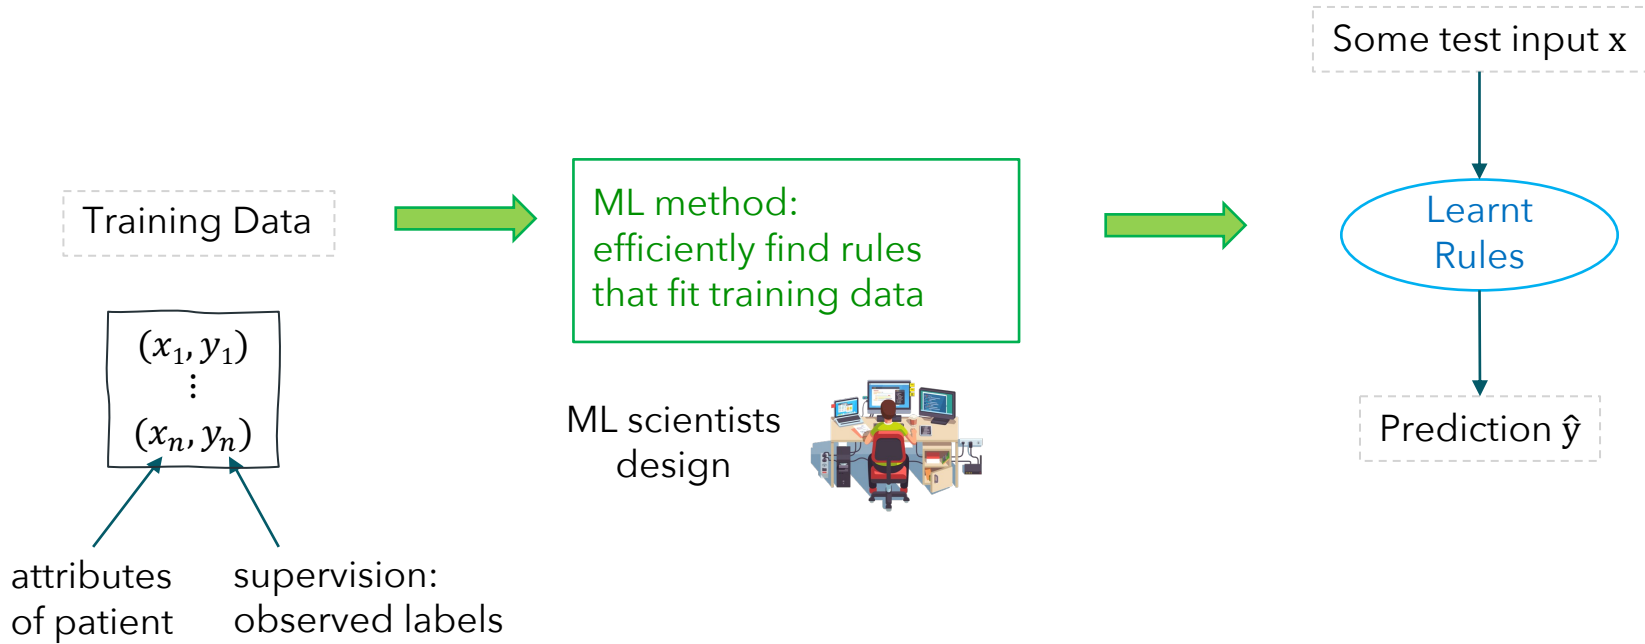 Training Data
(x₁, y₁)
⋮
(xₙ, yₙ)
attributes
of patient
supervision:
observed labels
ML method:
efficiently find rules
that fit training data
ML scientists
design
Some test input x
Learnt
Rules
Prediction ŷ